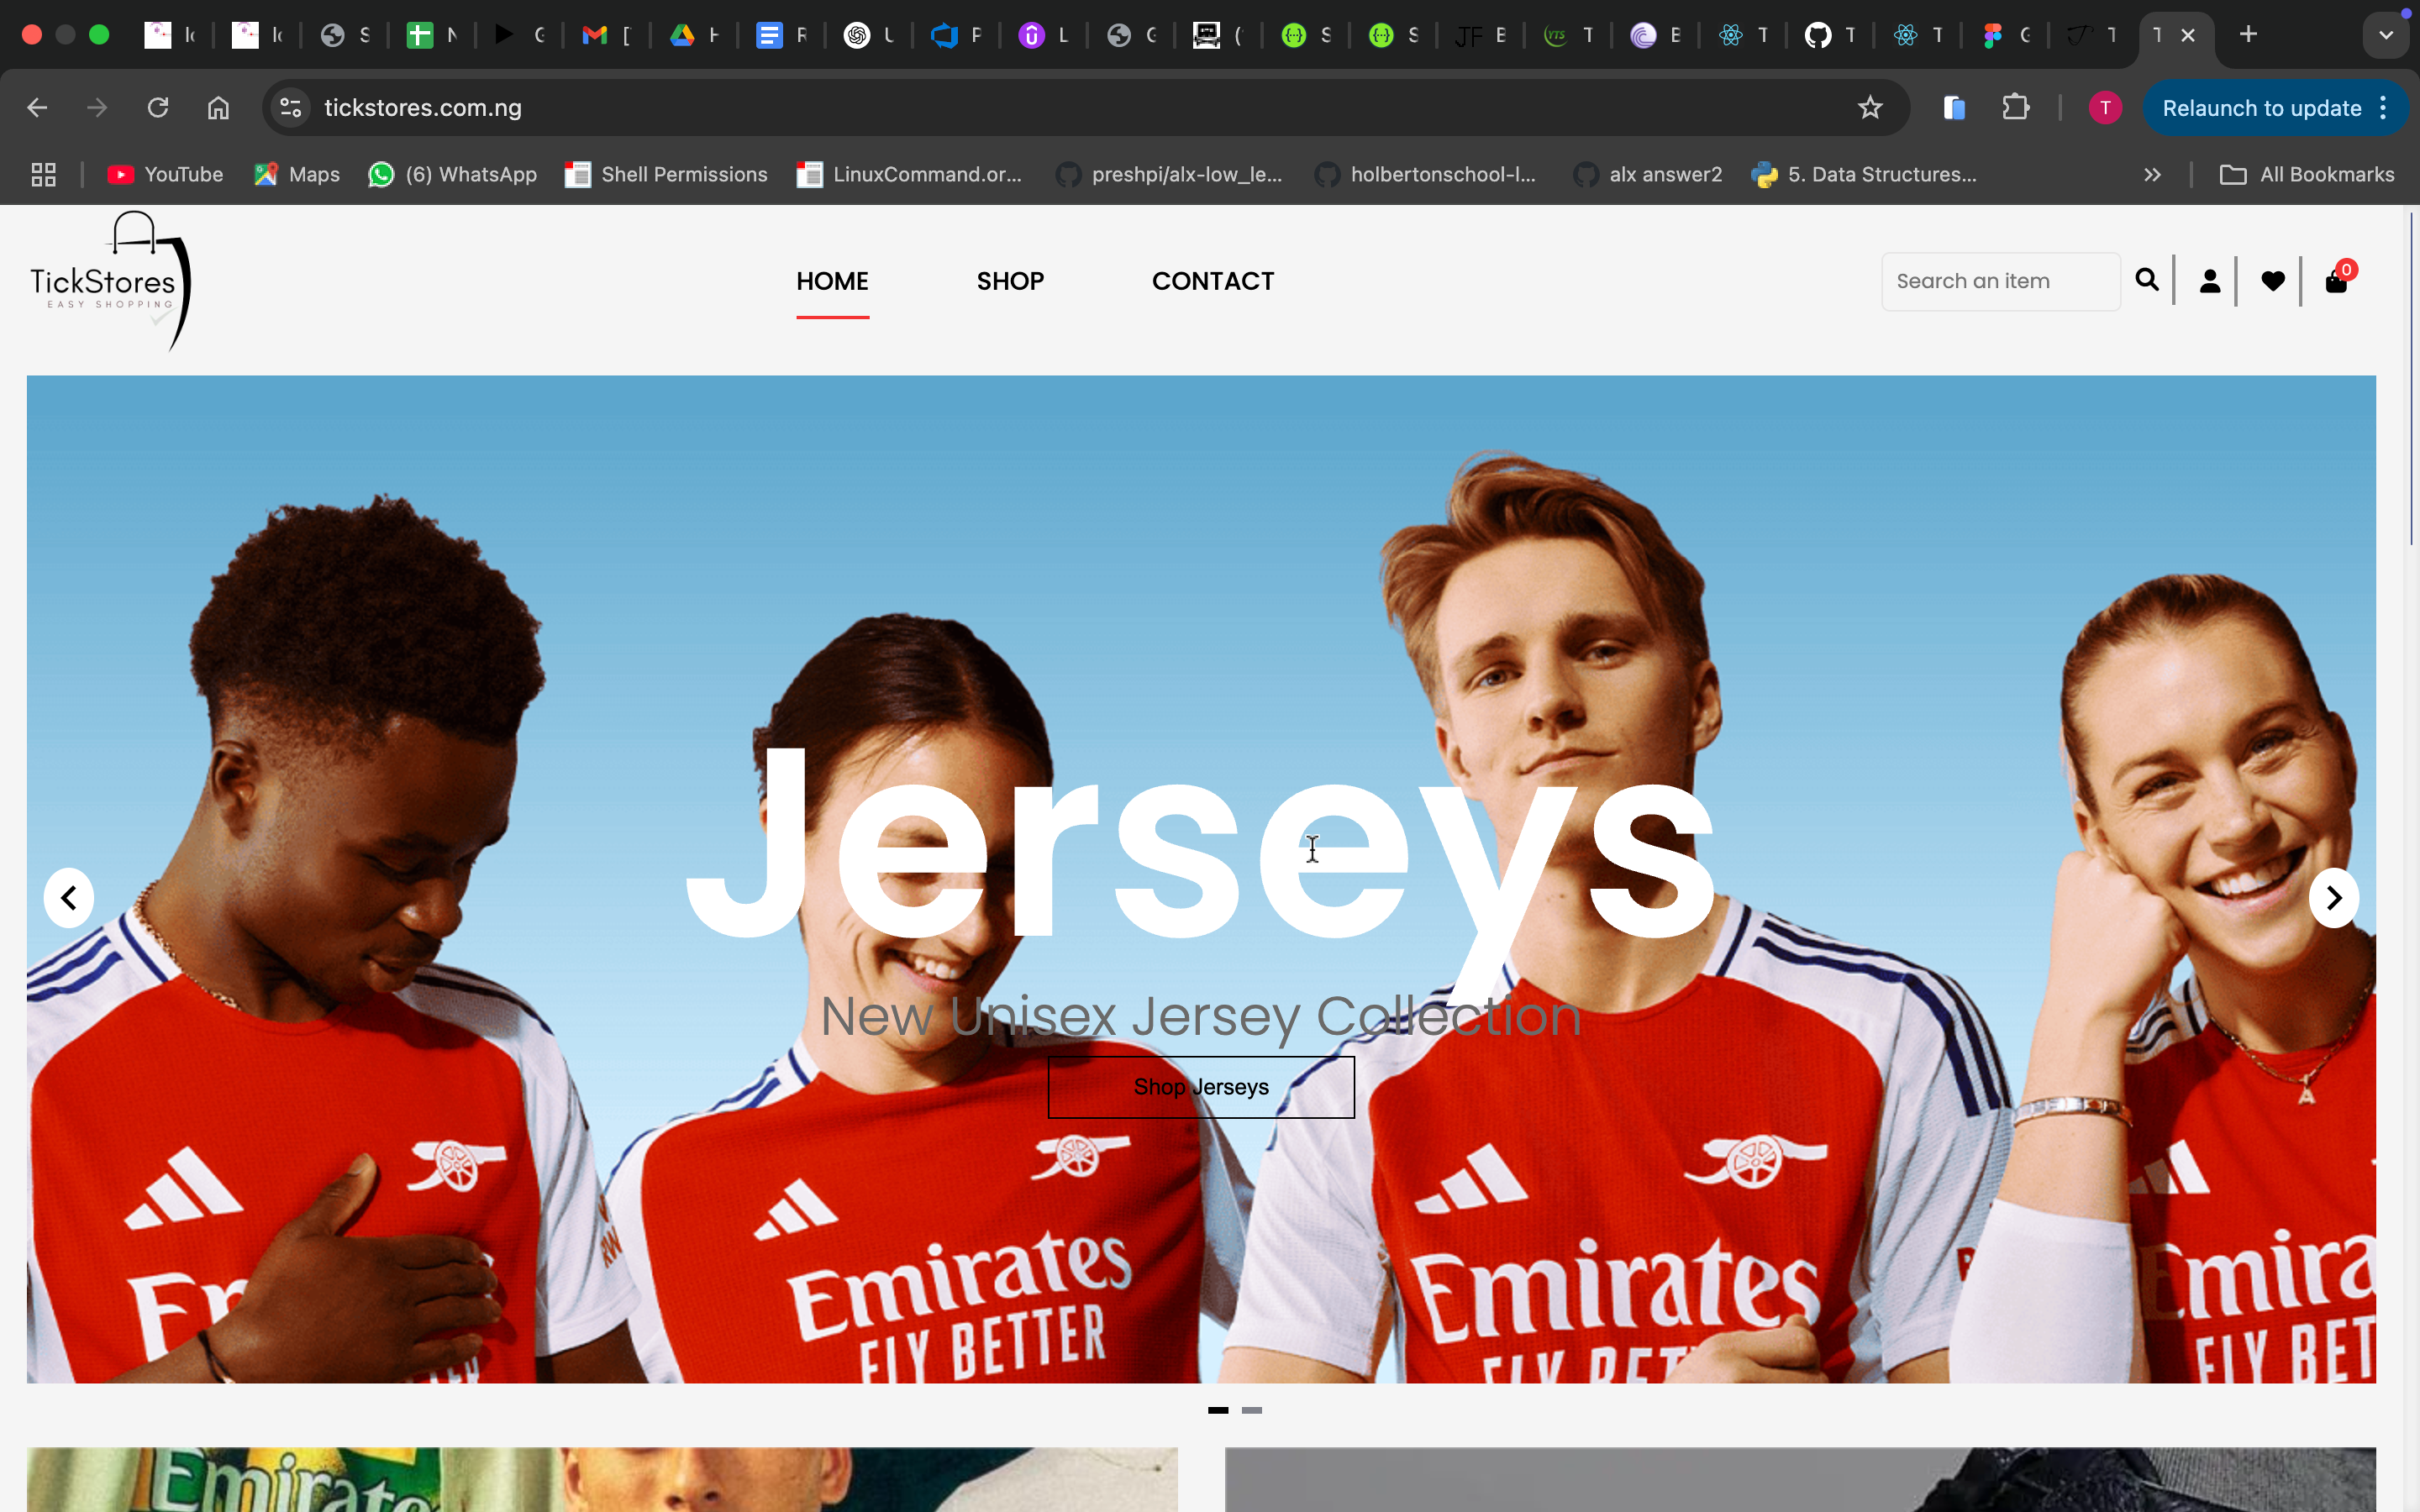 tickstores.com.ng
Relaunch to update
YouTube
Maps
(6) WhatsApp
Shell Permissions
LinuxCommand.or...
preshpi/alx-low_le...
holbertonschool-l...
alx answer2
5. Data Structures...
All Bookmarks
TickStores
EASY SHOPPING
HOME
SHOP
CONTACT
Search an item
0
Jerseys
New Unisex Jersey Collection
Shop Jerseys
Emirates
FLY BETTER
Emirates